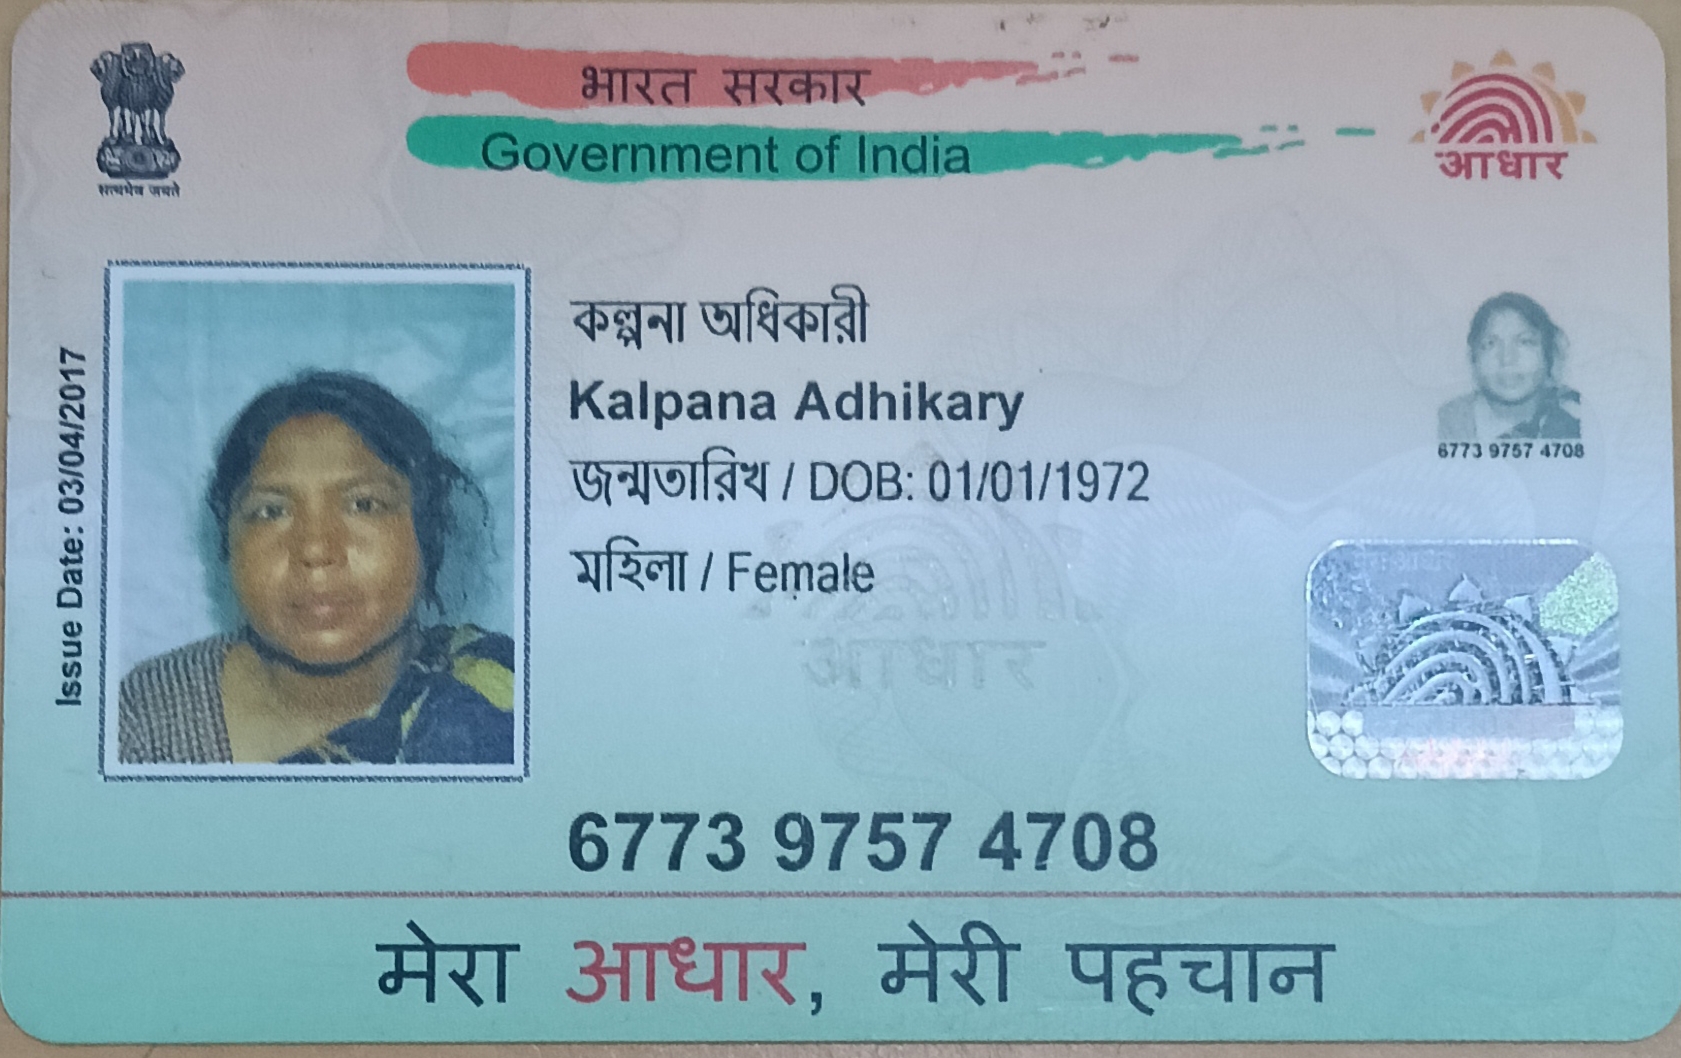 भारत सरकार
Government of India
सत्यमेव जयते
आधार
Issue Date: 03/04/2017
কল্পনা অধিকারী
Kalpana Adhikary
জন্মতারিখ / DOB: 01/01/1972
মহিলা / Female
6773 9757 4708
आधार
6773 9757 4708
मेरा आधार, मेरी पहचान